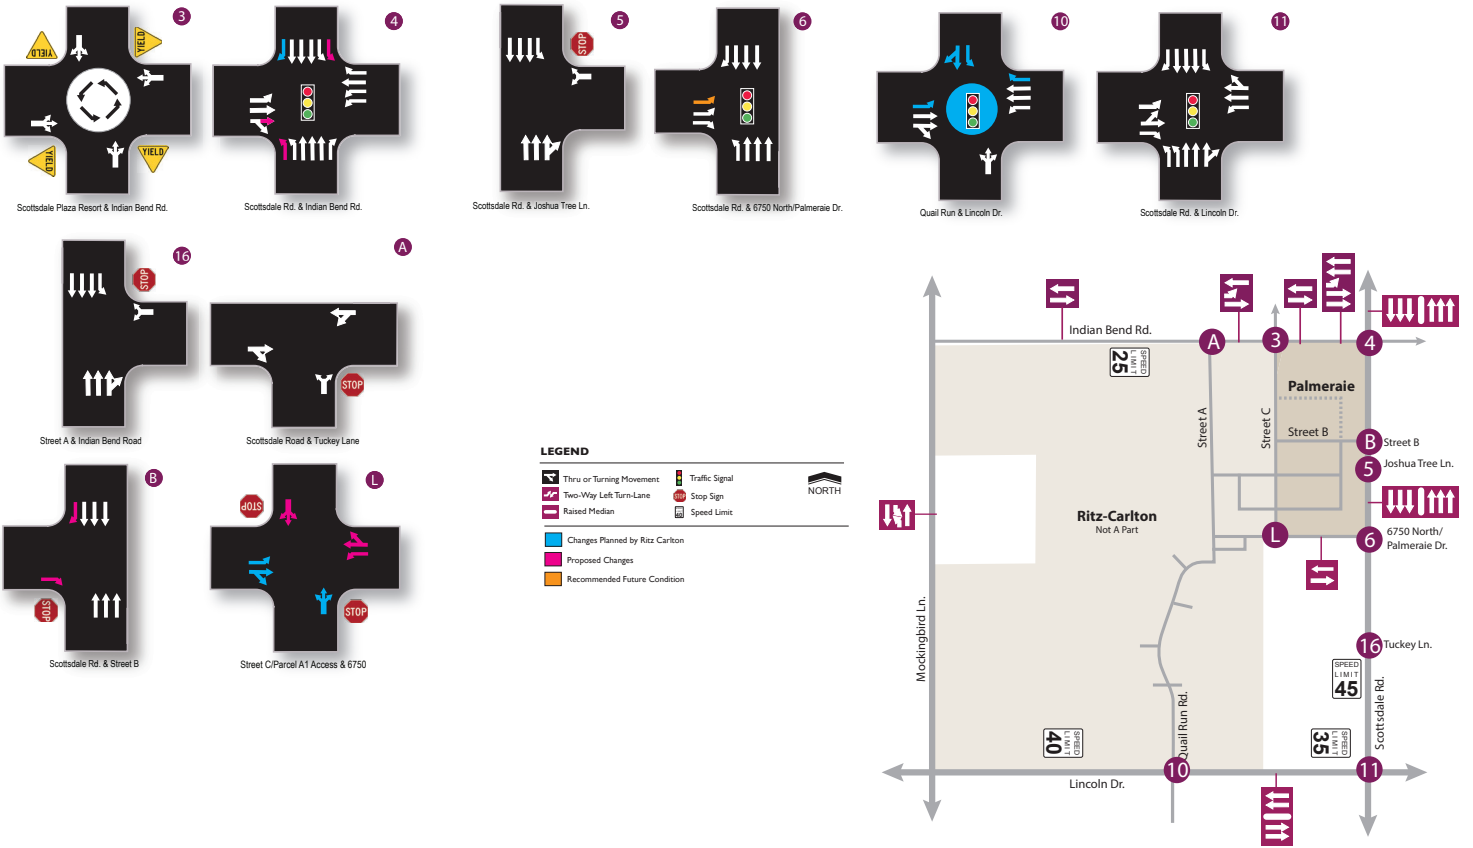 3
4
5
6
10
11
YIELD
YIELD
YIELD
YIELD
STOP
Scottsdale Plaza Resort & Indian Bend Rd.
Scottsdale Rd. & Indian Bend Rd.
Scottsdale Rd. & Joshua Tree Ln.
Scottsdale Rd. & 6750 North/Palmeraie Dr.
Quail Run & Lincoln Dr.
Scottsdale Rd. & Lincoln Dr.
16
A
STOP
STOP
Street A & Indian Bend Road
Scottsdale Road & Tuckey Lane
B
L
STOP
STOP
STOP
Scottsdale Rd. & Street B
Street C/Parcel A1 Access & 6750
LEGEND
Thru or Turning Movement
Two-Way Left Turn-Lane
Raised Median
Traffic Signal
STOP
Stop Sign
Speed Limit
NORTH
Changes Planned by Ritz Carlton
Proposed Changes
Recommended Future Condition
Indian Bend Rd.
A
3
4
SPEED
LIMIT
25
Palmeraie
Street A
Street C
Street B
B
Street B
5
Joshua Tree Ln.
Ritz-Carlton
Not A Part
L
6
6750 North/
Palmeraie Dr.
Mockingbird Ln.
16
Tuckey Ln.
SPEED
LIMIT
45
Scottsdale Rd.
Quail Run Rd.
SPEED
LIMIT
40
SPEED
LIMIT
35
10
11
Lincoln Dr.